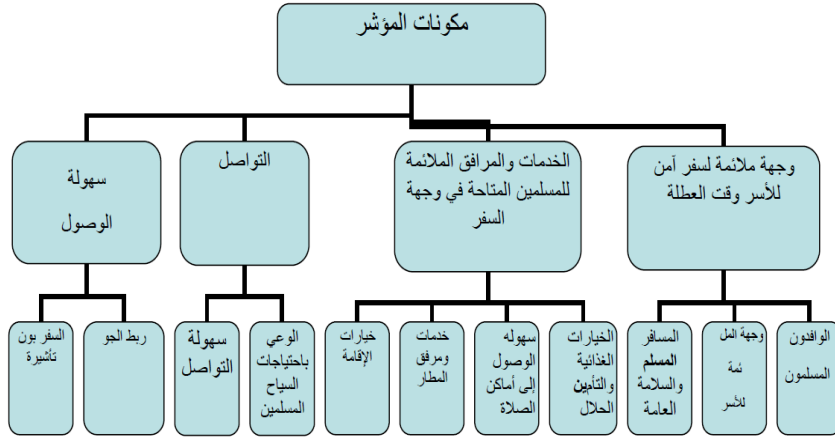 مكونات المؤشر
وجهة ملائمة لسفر آمن
للأسر وقت العطلة
الخدمات والمرافق الملائمة
للمسلمين المتاحة في وجهة
السفر
التواصل
سهولة
الوصول
الوافدون
المسلمون
وجهة المل
ئمة
للأسر
المسافر
المسلم
والسلامة
العامة
الخيارات
الغذائية
والتأمين
الحلال
سهوله
الوصول
إلى أماكن
الصلاة
خدمات
ومرفق
المطار
خيارات
الإقامة
الوعي
باحتياجات
السياح
المسلمين
سهولة
التواصل
ربط الجو
السفر بون
تأشيرة